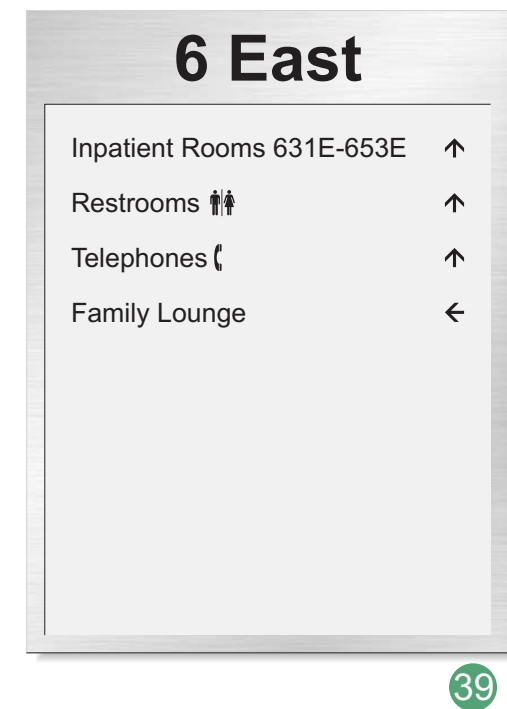 6 East
Inpatient Rooms 631E-653E
Restrooms
Telephones
Family Lounge
39